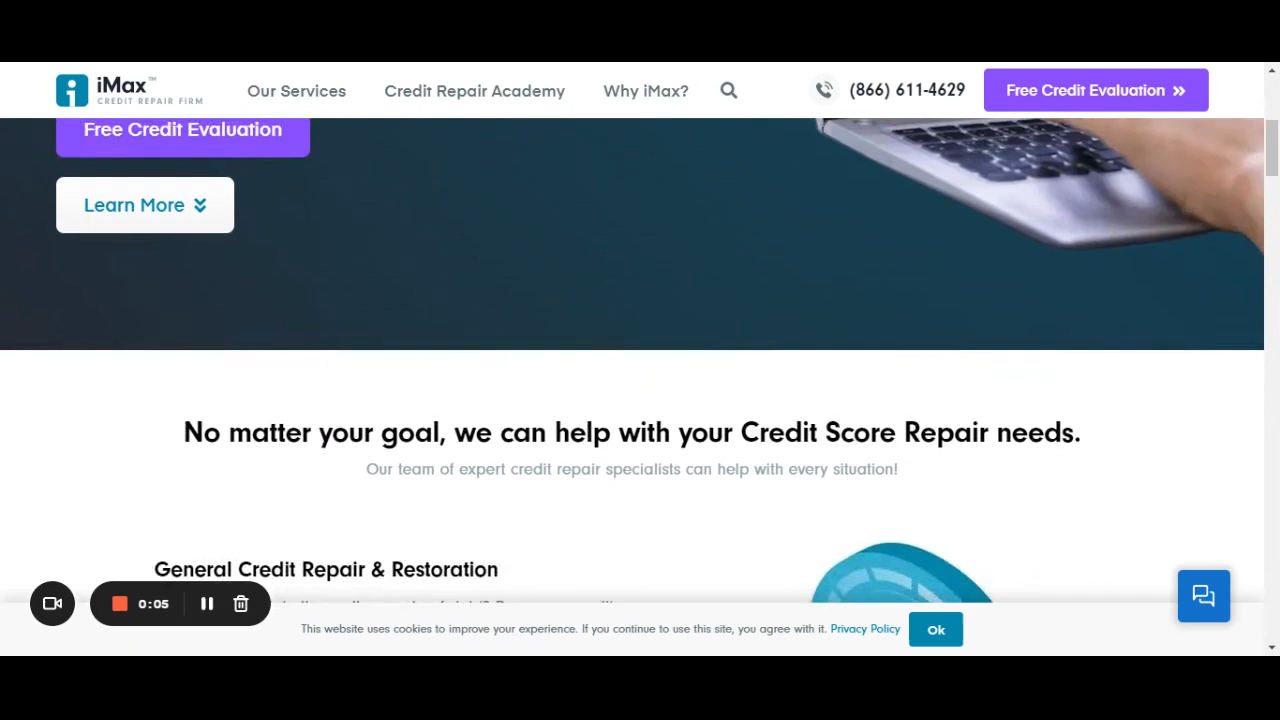 iMax™
CREDIT REPAIR FIRM
Our Services
Credit Repair Academy
Why iMax?
(866) 611-4629
Free Credit Evaluation
Free Credit Evaluation
Learn More
No matter your goal, we can help with your Credit Score Repair needs.
Our team of expert credit repair specialists can help with every situation!
General Credit Repair & Restoration
0:05
This website uses cookies to improve your experience. If you continue to use this site, you agree with it. Privacy Policy
Ok